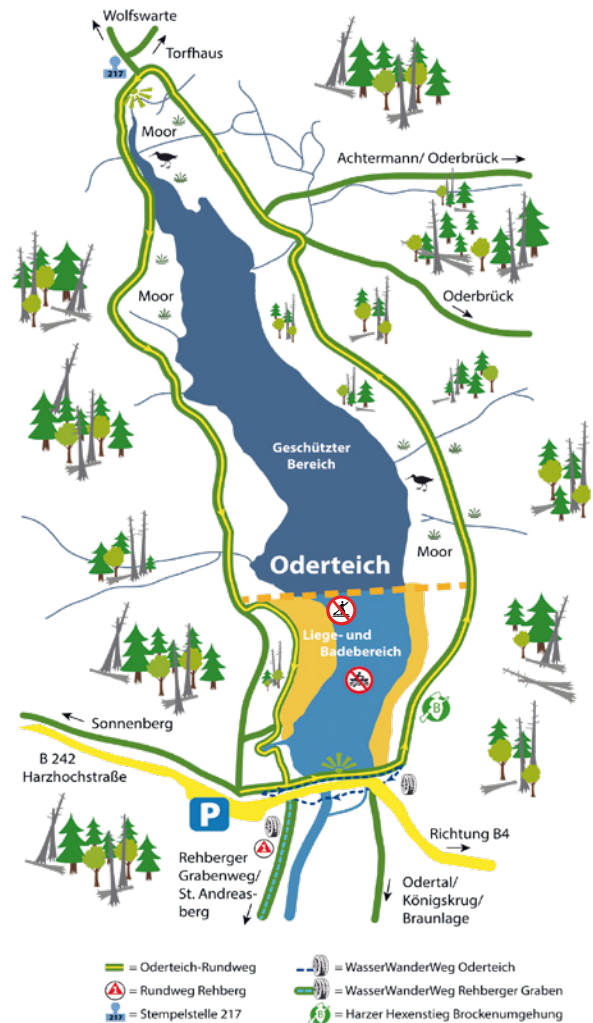 Wolfswarte
Torfhaus
217
Moor
Achtermann/ Oderbrück
Moor
Oderbrück
Geschützter
Bereich
Moor
Oderteich
Liege- und
Badebereich
B
Sonnenberg
B 242
Harzhochstraße
P
Richtung B4
Rehberger
Grabenweg/
St. Andreas-
berg
Odertal/
Königskrug/
Braunlage
= Oderteich-Rundweg
= WasserWanderWeg Oderteich
= Rundweg Rehberg
= WasserWanderWeg Rehberger Graben
217
= Stempelstelle 217
B
= Harzer Hexenstieg Brockenumgehung